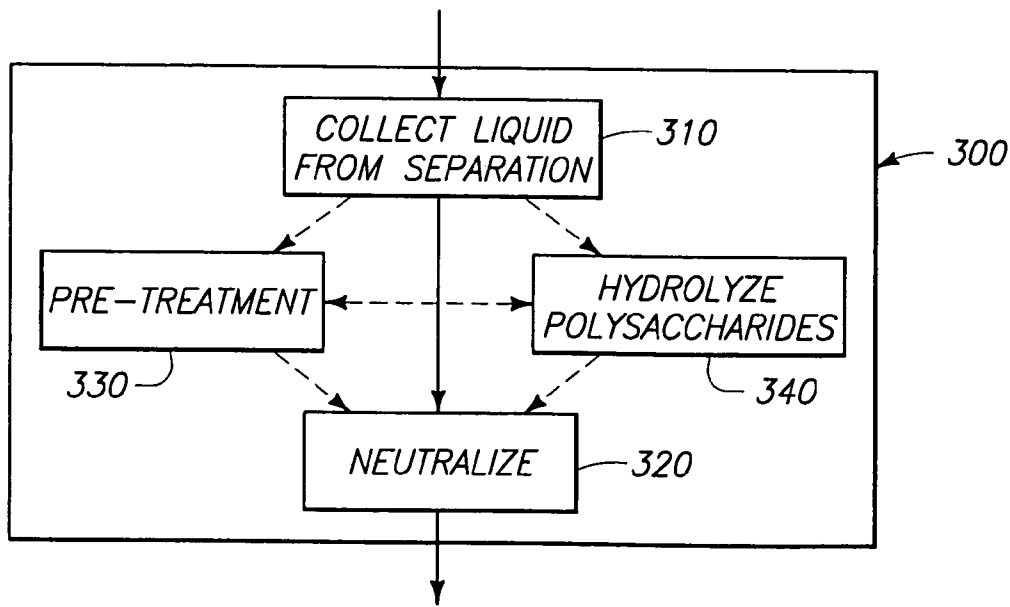 COLLECT LIQUID
FROM SEPARATION
310
300
PRE-TREATMENT
330
HYDROLYZE
POLYSACCHARIDES
340
NEUTRALIZE
320